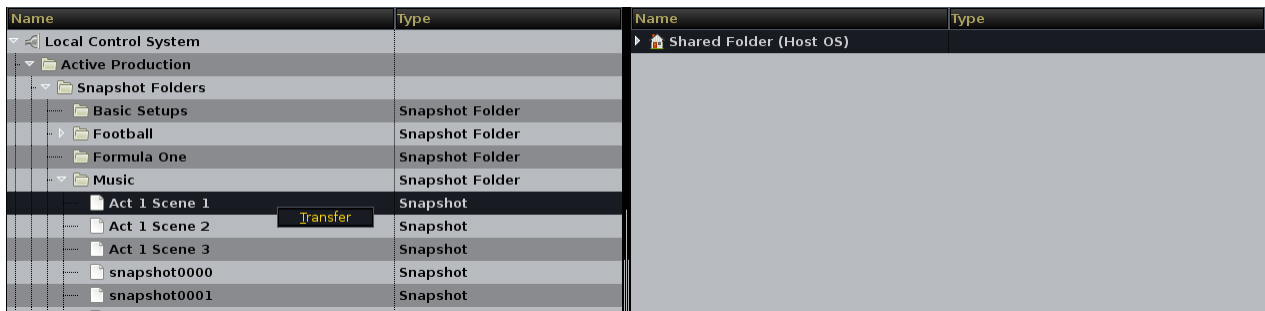 Name Type Name Type
Local Control System Shared Folder (Host OS)
Active Production
Snapshot Folders
Basic Setups Snapshot Folder
Football Snapshot Folder
Formula One Snapshot Folder
Music Snapshot Folder
Act 1 Scene 1 Snapshot
Transfer
Act 1 Scene 2 Snapshot
Act 1 Scene 3 Snapshot
snapshot0000 Snapshot
snapshot0001 Snapshot